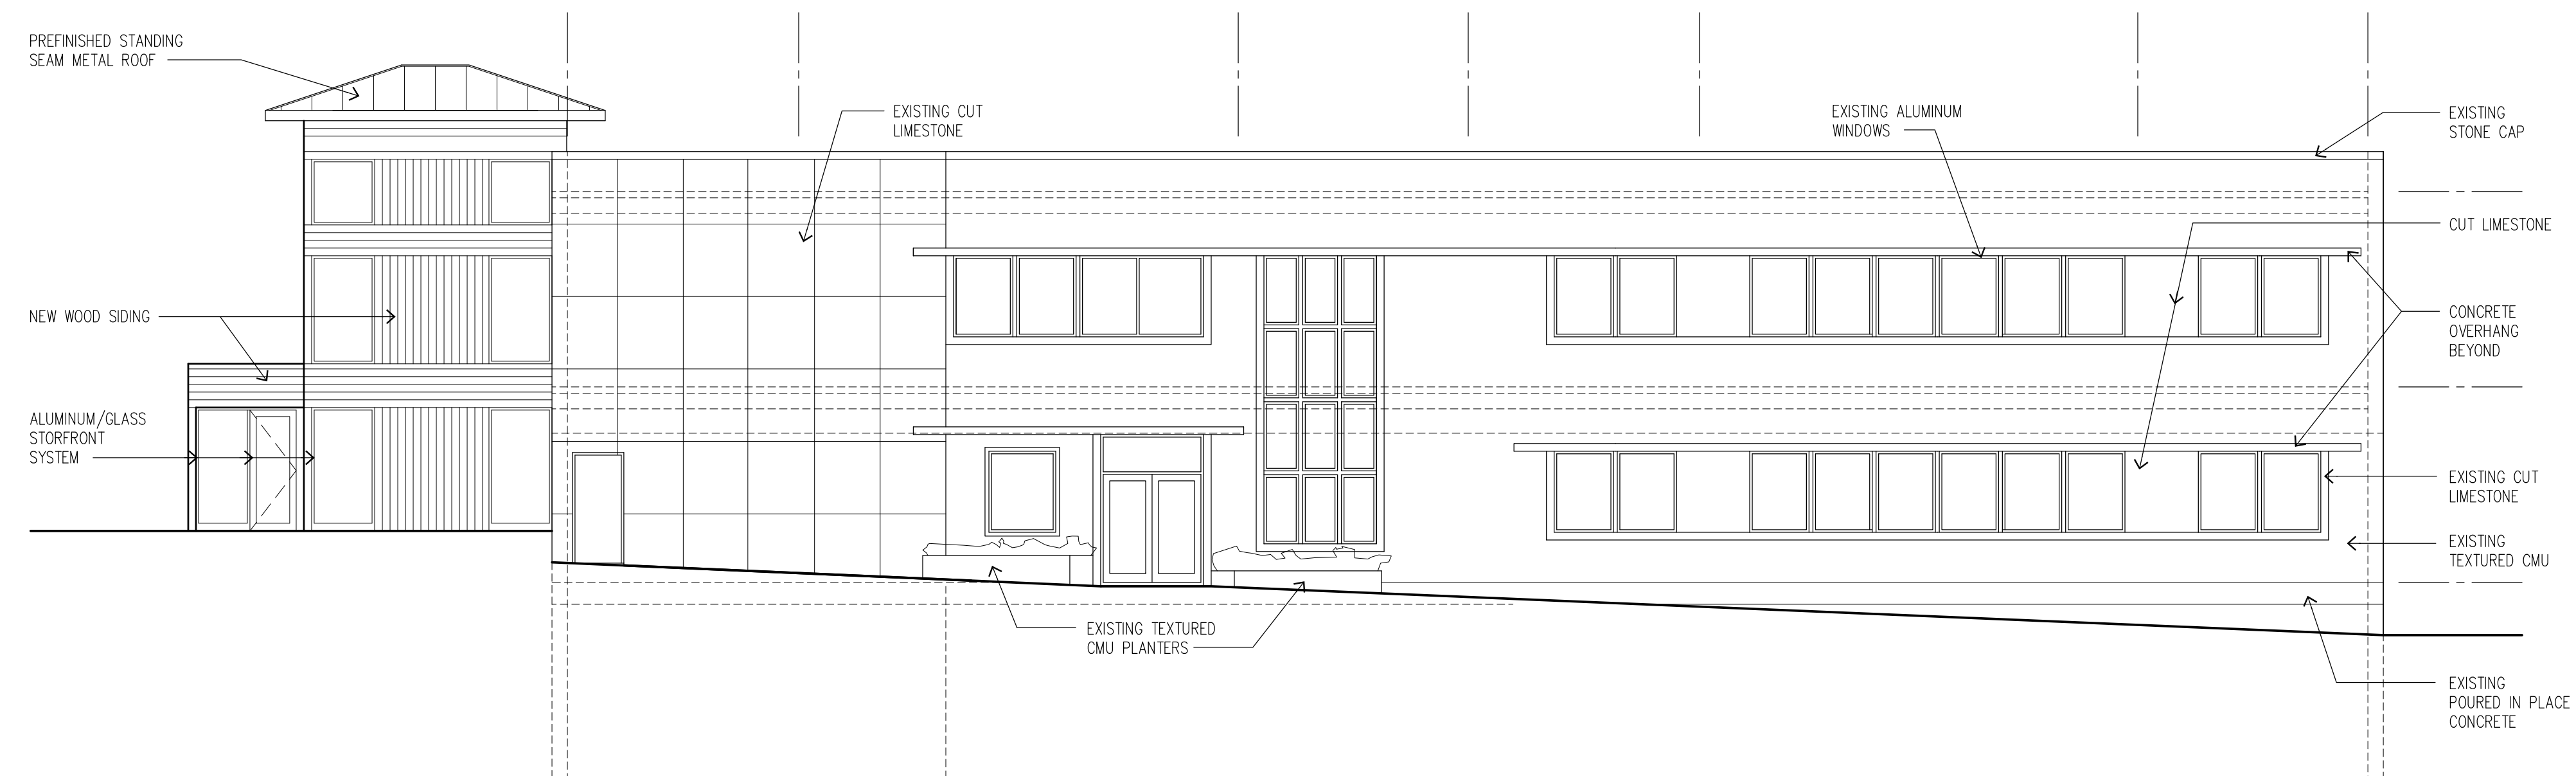 PREFINISHED STANDING
SEAM METAL ROOF
EXISTING CUT
LIMESTONE
EXISTING ALUMINUM
WINDOWS
EXISTING
STONE CAP
CUT LIMESTONE
NEW WOOD SIDING
CONCRETE
OVERHANG
BEYOND
ALUMINUM/GLASS
STORFRONT
SYSTEM
EXISTING CUT
LIMESTONE
EXISTING
TEXTURED CMU
EXISTING TEXTURED
CMU PLANTERS
EXISTING
POURED IN PLACE
CONCRETE